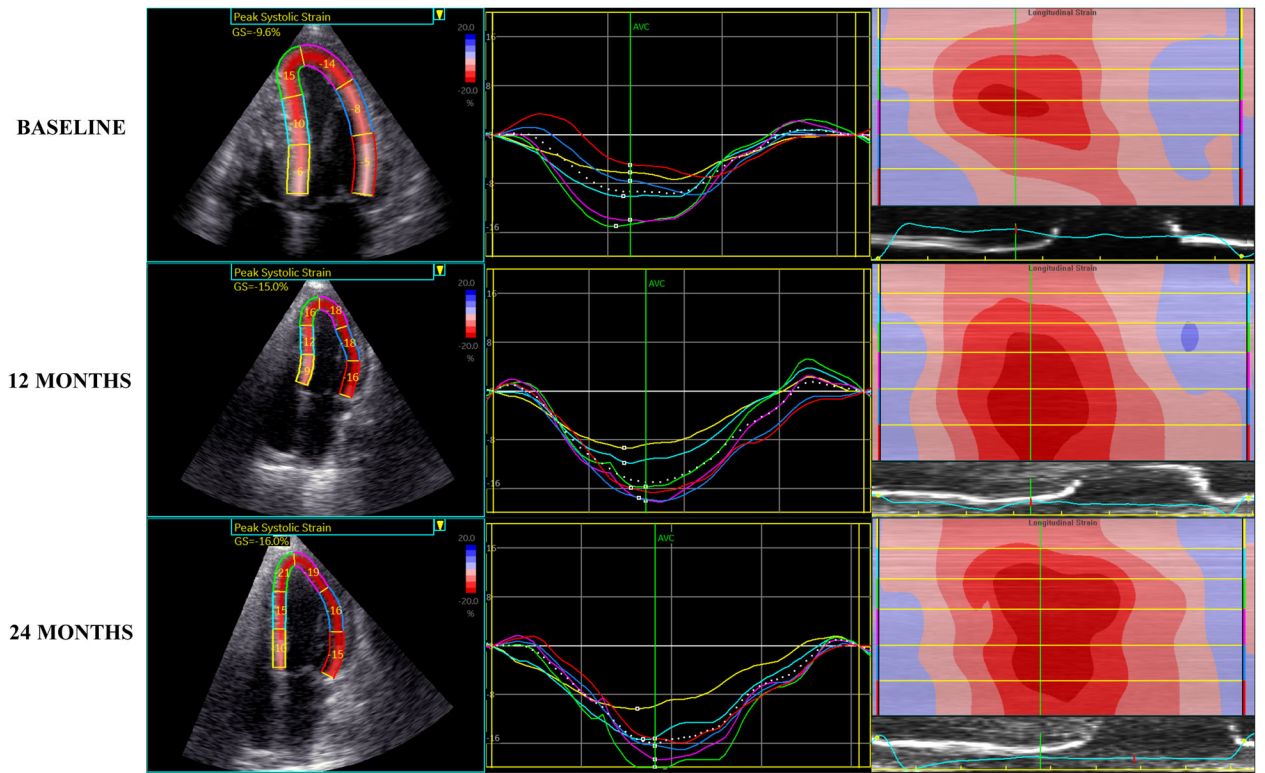 BASELINE
Peak Systolic Strain
GS=-9.6%
20.0
-20.0
%
-15
-14
-10
-8
-6
-5
AVC
16
8
-8
-16
Longitudinal Strain
12 MONTHS
Peak Systolic Strain
GS=-15.0%
20.0
-20.0
%
16
-18
12
-18
-9
-16
AVC
16
8
-8
-16
Longitudinal Strain
24 MONTHS
Peak Systolic Strain
GS=-16.0%
20.0
-20.0
%
-21
19
15
-16
-10
-15
AVC
16
8
-8
-16
Longitudinal Strain